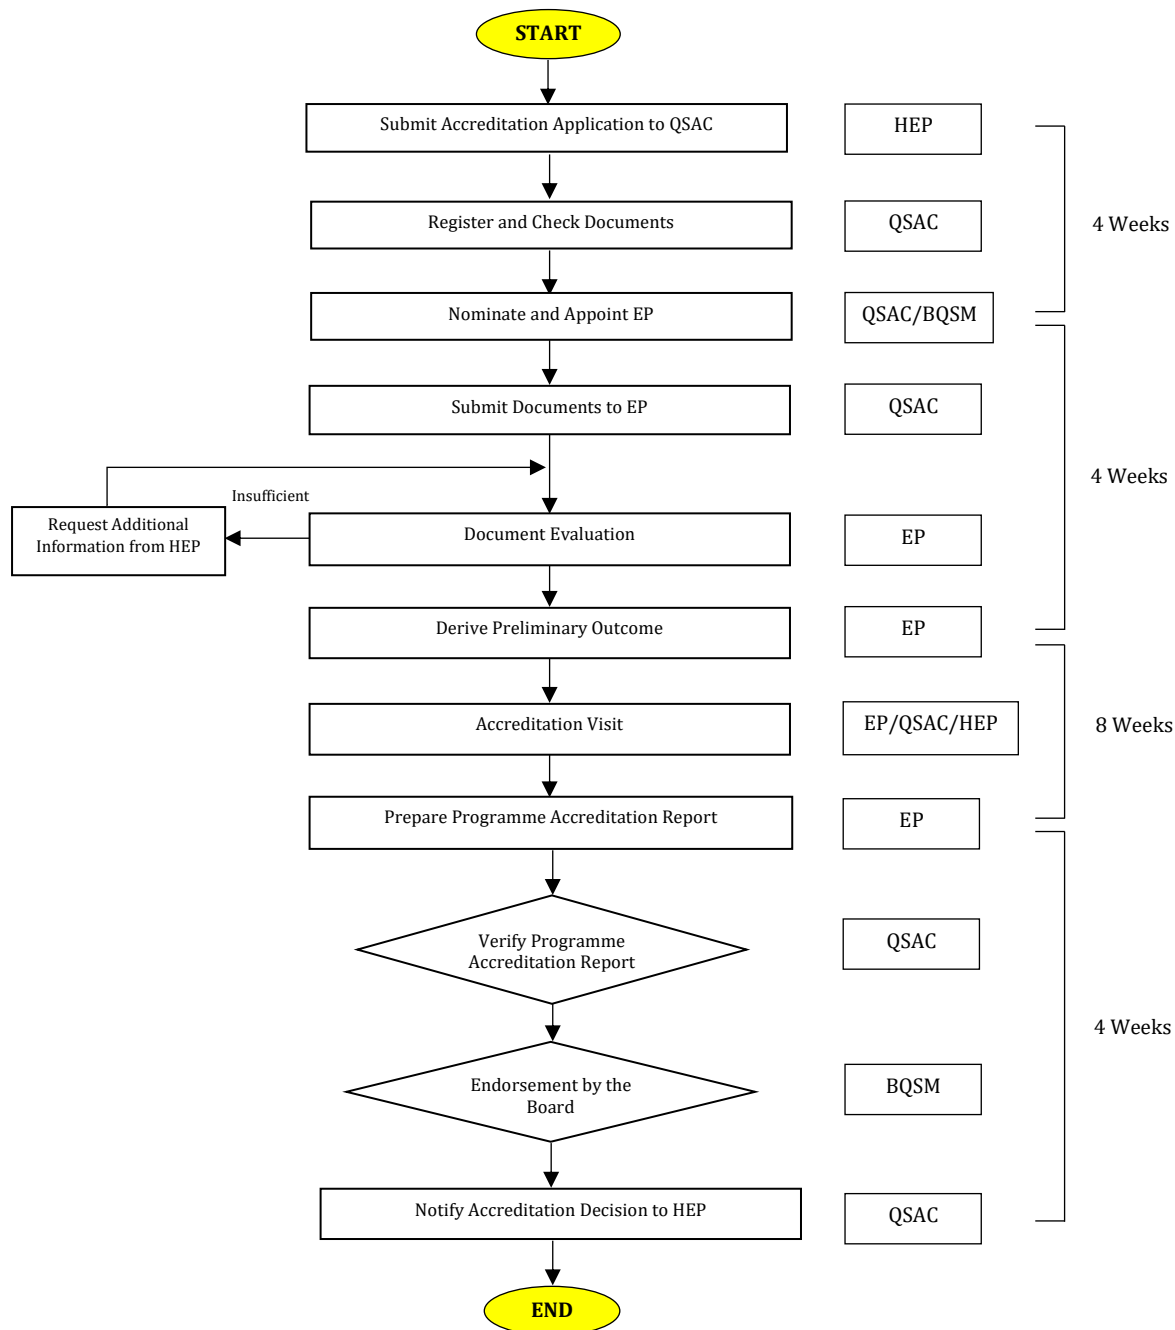 START
Submit Accreditation Application to QSAC
HEP
Register and Check Documents
QSAC
4 Weeks
Nominate and Appoint EP
QSAC/BQSM
Submit Documents to EP
QSAC
4 Weeks
Insufficient
Request Additional
Information from HEP
Document Evaluation
EP
Derive Preliminary Outcome
EP
Accreditation Visit
EP/QSAC/HEP
8 Weeks
Prepare Programme Accreditation Report
EP
Verify Programme
Accreditation Report
QSAC
4 Weeks
Endorsement by the
Board
BQSM
Notify Accreditation Decision to HEP
QSAC
END